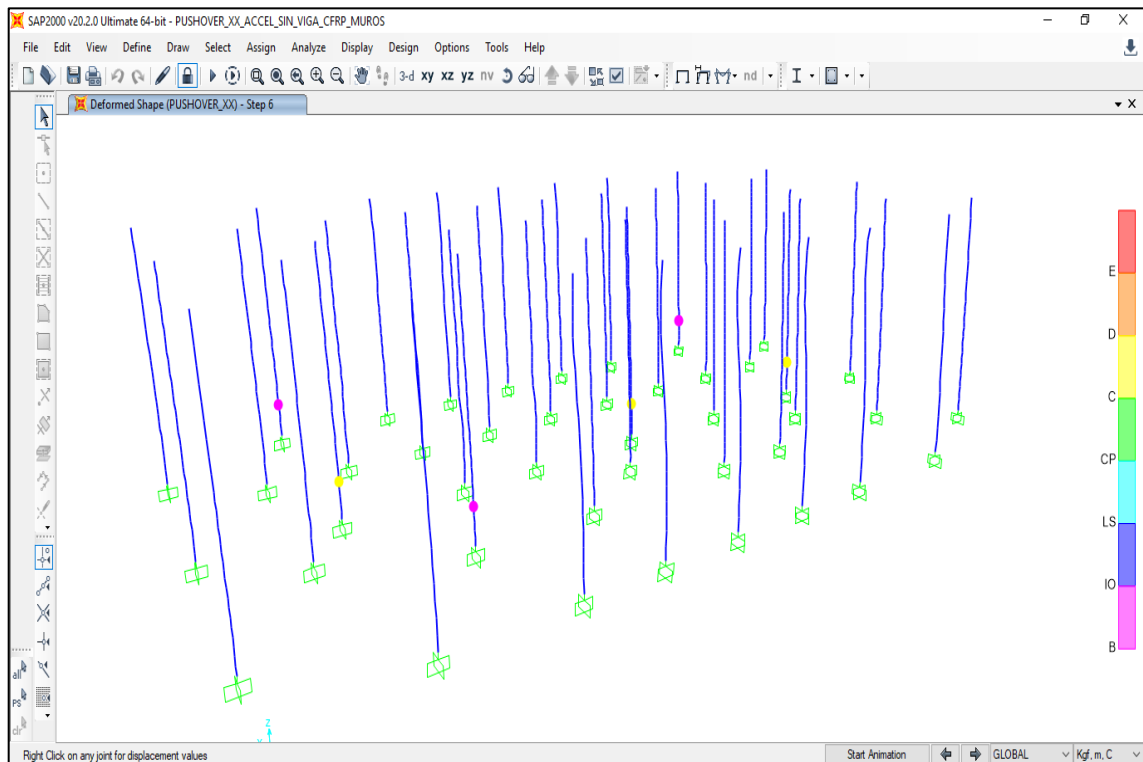 SAP2000 v20.2.0 Ultimate 64-bit - PUSHOVER_XX_ACCEL_SIN_VIGA_CFRP_MUROS
File Edit View Define Draw Select Assign Analyze Display Design Options Tools Help
3-d xy xz yz nv nd
Deformed Shape (PUSHOVER_XX) - Step 6
X
E
D
C
CP
LS
IO
B
all
PS
clr
Z
Right Click on any joint for displacement values
Start Animation
GLOBAL
Kgf, m, C